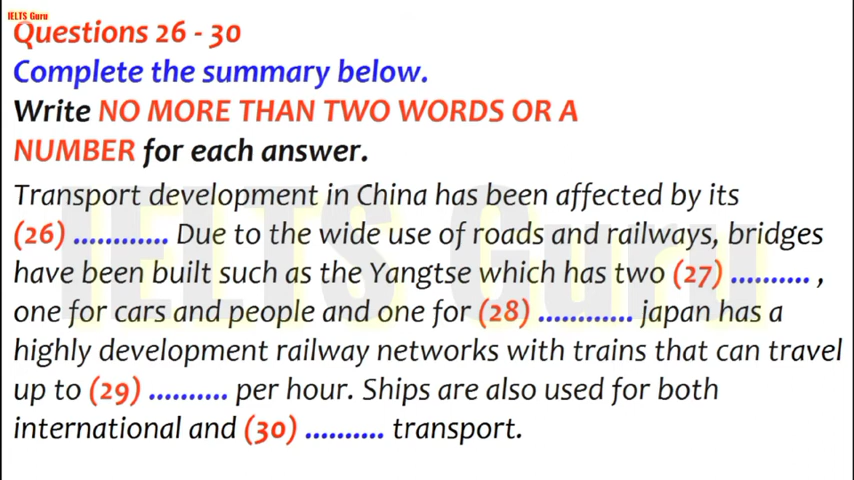 IELTS Guru
Questions 26 - 30
Complete the summary below.
Write NO MORE THAN TWO WORDS OR A
NUMBER for each answer.
Transport development in China has been affected by its
(26) ............ Due to the wide use of roads and railways, bridges
have been built such as the Yangtse which has two (27) .......... ,
one for cars and people and one for (28) ............ japan has a
highly development railway networks with trains that can travel
up to (29) .......... per hour. Ships are also used for both
international and (30) .......... transport.
IELTS Guru